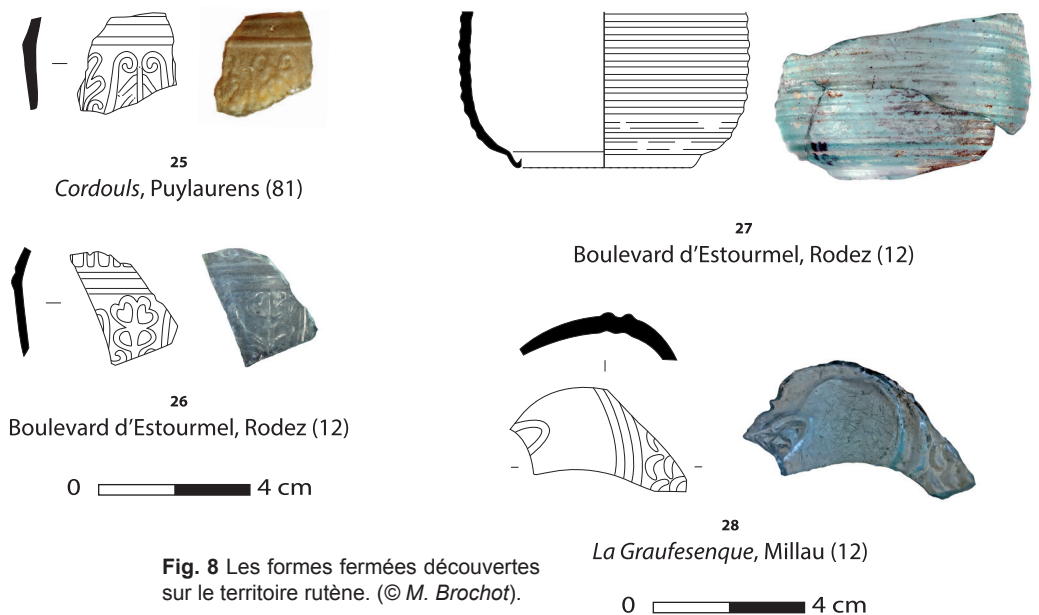 25
Cordouls, Puylaurens (81)
26
Boulevard d'Estourmel, Rodez (12)
0 4 cm
27
Boulevard d'Estourmel, Rodez (12)
28
La Graufesenque, Millau (12)
0 4 cm
Fig. 8 Les formes fermées découvertes
sur le territoire rutène. (© M. Brochot).